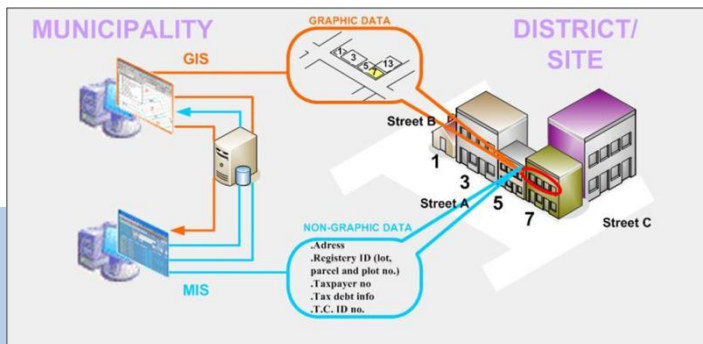 MUNICIPALITY
GRAPHIC DATA
DISTRICT/
SITE
GIS
1 3 5 7 13
Street B
1
3
Street A
5
7
Street C
NON-GRAPHIC DATA
.Adress
.Registery ID (lot,
parcel and plot no.)
.Taxpayer no
.Tax debt info
.T.C. ID no.
MIS